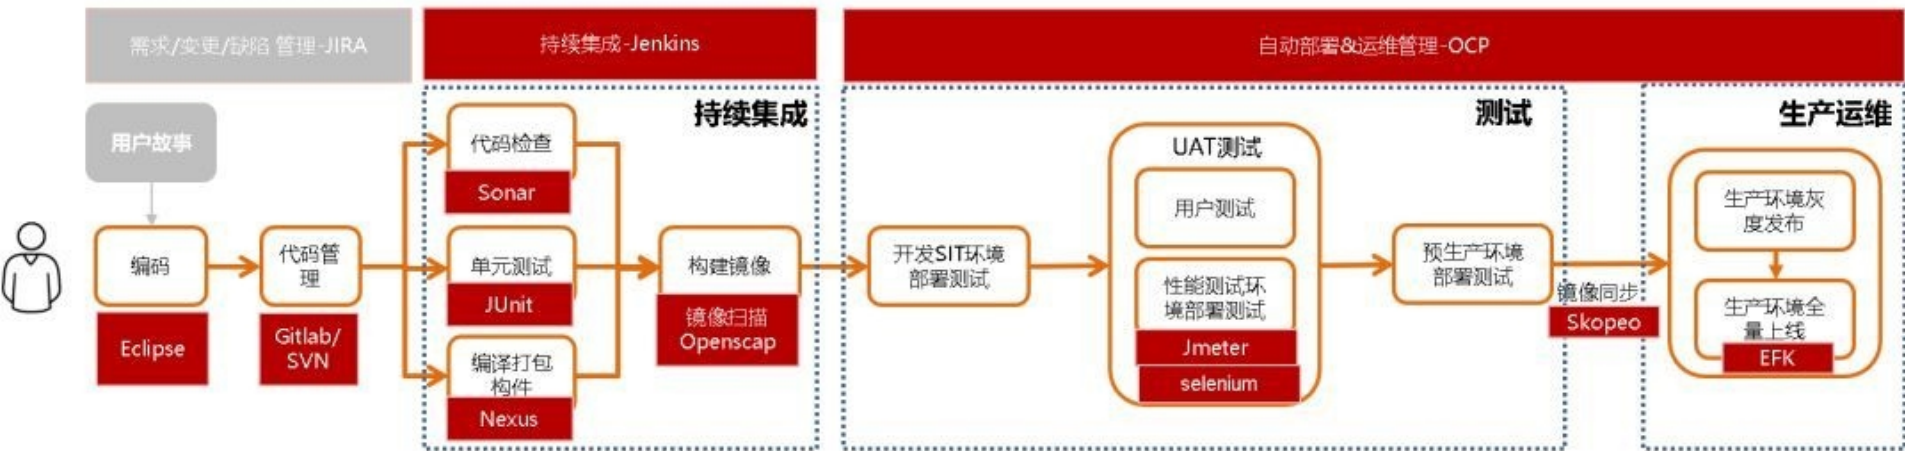 需求/变更/缺陷 管理-JIRA
持续集成-Jenkins
自动部署&运维管理-OCP
用户故事
编码
Eclipse
代码管
理
Gitlab/
SVN
持续集成
代码检查
Sonar
单元测试
JUnit
编译打包
构件
Nexus
构建镜像
镜像扫描
Openscap
测试
开发SIT环境
部署测试
UAT测试
用户测试
性能测试环
境部署测试
Jmeter
selenium
预生产环境
部署测试
镜像同步
Skopeo
生产运维
生产环境灰
度发布
生产环境全
量上线
EFK